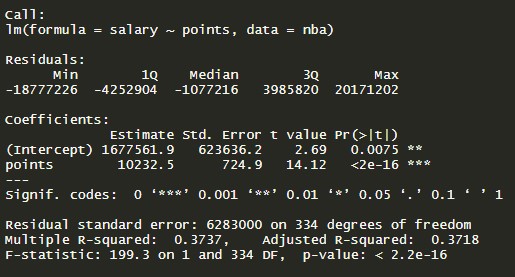 Call:
lm(formula = salary ~ points, data = nba)
Residuals:
Min 1Q Median 3Q Max
-18777226 -4252904 -1077216 3985820 20171202
Coefficients:
Estimate Std. Error t value Pr(>|t|)
(Intercept) 1677561.9 623636.2 2.69 0.0075 **
points 10232.5 724.9 14.12 <2e-16 ***
---
Signif. codes: 0 ‘***’ 0.001 ‘**’ 0.01 ‘*’ 0.05 ‘.’ 0.1 ‘ ’ 1
Residual standard error: 6283000 on 334 degrees of freedom
Multiple R-squared: 0.3737, Adjusted R-squared: 0.3718
F-statistic: 199.3 on 1 and 334 DF, p-value: < 2.2e-16